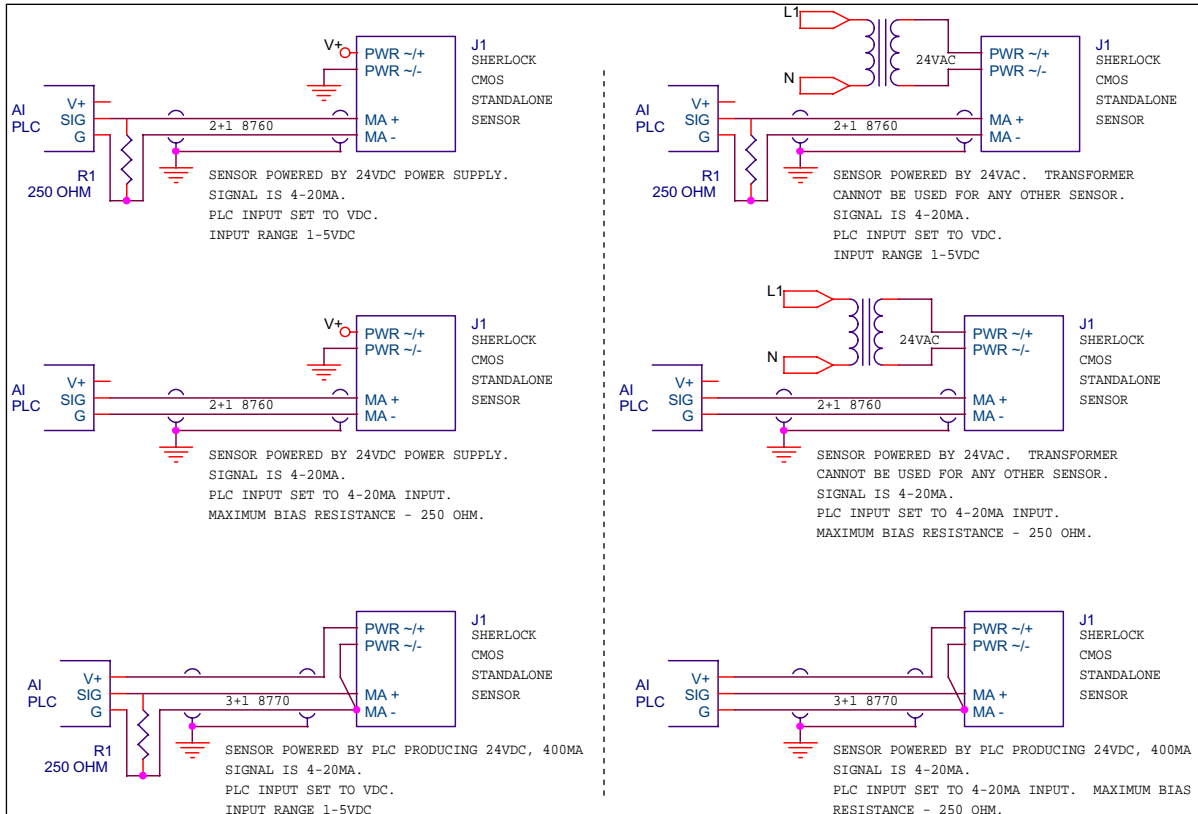 V+
PWR ~/+
PWR ~/-
J1
SHERLOCK
CMOS
STANDALONE
SENSOR
AI
PLC
V+
SIG
G
2+1 8760
MA +
MA -
R1
250 OHM
SENSOR POWERED BY 24VDC POWER SUPPLY.
SIGNAL IS 4-20MA.
PLC INPUT SET TO VDC.
INPUT RANGE 1-5VDC
L1
N
24VAC
PWR ~/+
PWR ~/-
J1
SHERLOCK
CMOS
STANDALONE
SENSOR
AI
PLC
V+
SIG
G
2+1 8760
MA +
MA -
R1
250 OHM
SENSOR POWERED BY 24VAC. TRANSFORMER
CANNOT BE USED FOR ANY OTHER SENSOR.
SIGNAL IS 4-20MA.
PLC INPUT SET TO VDC.
INPUT RANGE 1-5VDC
V+
PWR ~/+
PWR ~/-
J1
SHERLOCK
CMOS
STANDALONE
SENSOR
AI
PLC
V+
SIG
G
2+1 8760
MA +
MA -
SENSOR POWERED BY 24VDC POWER SUPPLY.
SIGNAL IS 4-20MA.
PLC INPUT SET TO 4-20MA INPUT.
MAXIMUM BIAS RESISTANCE - 250 OHM.
L1
N
24VAC
PWR ~/+
PWR ~/-
J1
SHERLOCK
CMOS
STANDALONE
SENSOR
AI
PLC
V+
SIG
G
2+1 8760
MA +
MA -
SENSOR POWERED BY 24VAC. TRANSFORMER
CANNOT BE USED FOR ANY OTHER SENSOR.
SIGNAL IS 4-20MA.
PLC INPUT SET TO 4-20MA INPUT.
MAXIMUM BIAS RESISTANCE - 250 OHM.
PWR ~/+
PWR ~/-
J1
SHERLOCK
CMOS
STANDALONE
SENSOR
AI
PLC
V+
SIG
G
3+1 8770
MA +
MA -
R1
250 OHM
SENSOR POWERED BY PLC PRODUCING 24VDC, 400MA
SIGNAL IS 4-20MA.
PLC INPUT SET TO VDC.
INPUT RANGE 1-5VDC
PWR ~/+
PWR ~/-
J1
SHERLOCK
CMOS
STANDALONE
SENSOR
AI
PLC
V+
SIG
G
3+1 8770
MA +
MA -
SENSOR POWERED BY PLC PRODUCING 24VDC, 400MA
SIGNAL IS 4-20MA.
PLC INPUT SET TO 4-20MA INPUT. MAXIMUM BIAS
RESISTANCE - 250 OHM.